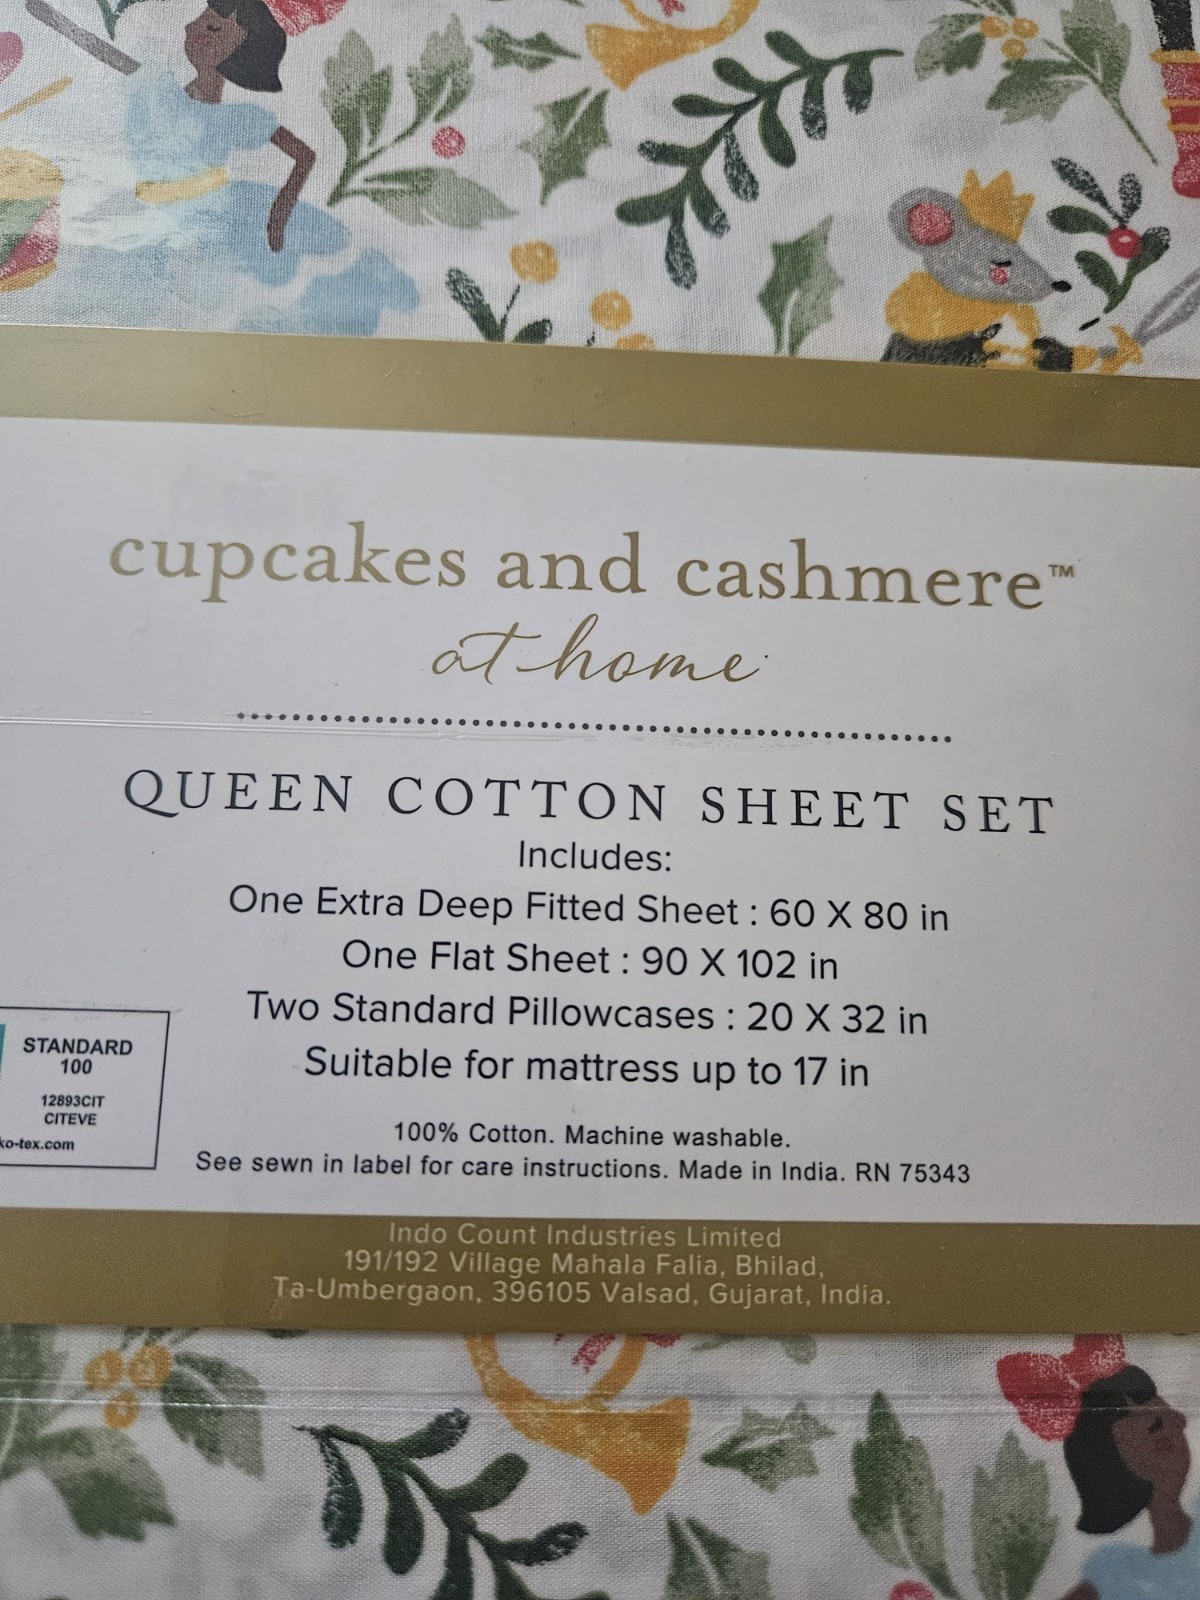 cupcakes and cashmere™
at home
QUEEN COTTON SHEET SET
Includes:
One Extra Deep Fitted Sheet : 60 X 80 in
One Flat Sheet : 90 X 102 in
Two Standard Pillowcases : 20 X 32 in
Suitable for mattress up to 17 in
STANDARD
100
12893CIT
CITEVE
ko-tex.com
100% Cotton. Machine washable.
See sewn in label for care instructions. Made in India. RN 75343
Indo Count Industries Limited
191/192 Village Mahala Falia, Bhilad,
Ta-Umbergaon, 396105 Valsad, Gujarat, India.